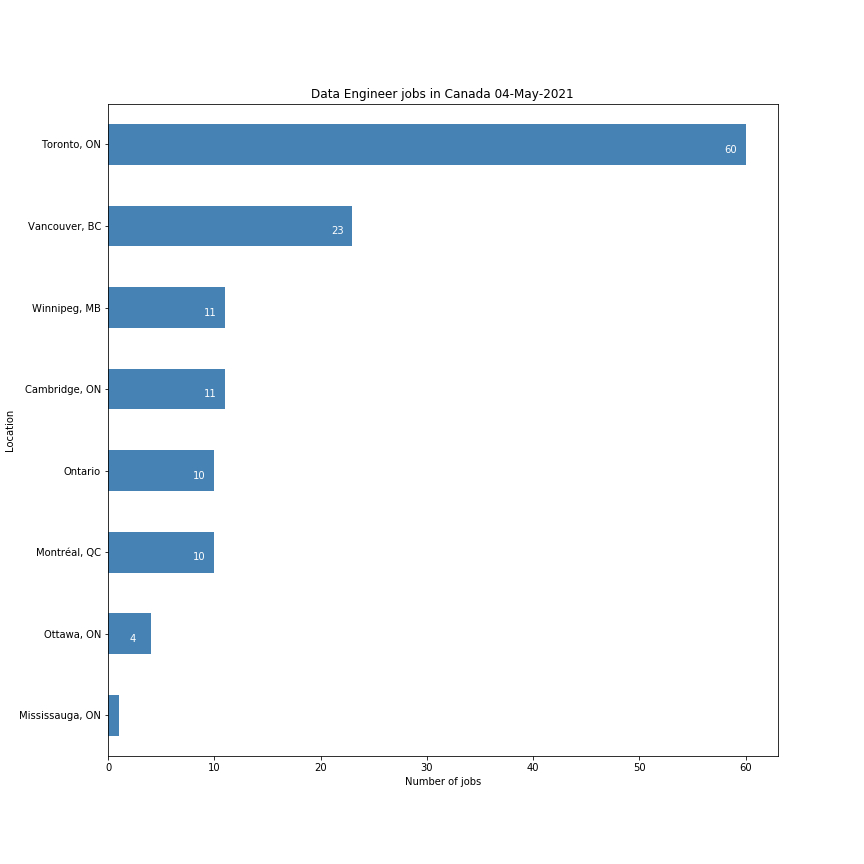 Data Engineer jobs in Canada 04-May-2021
Toronto, ON
60
Vancouver, BC
23
Winnipeg, MB
11
Cambridge, ON
11
Location
Ontario
10
Montréal, QC
10
Ottawa, ON
4
Mississauga, ON
0 10 20 30 40 50 60
Number of jobs